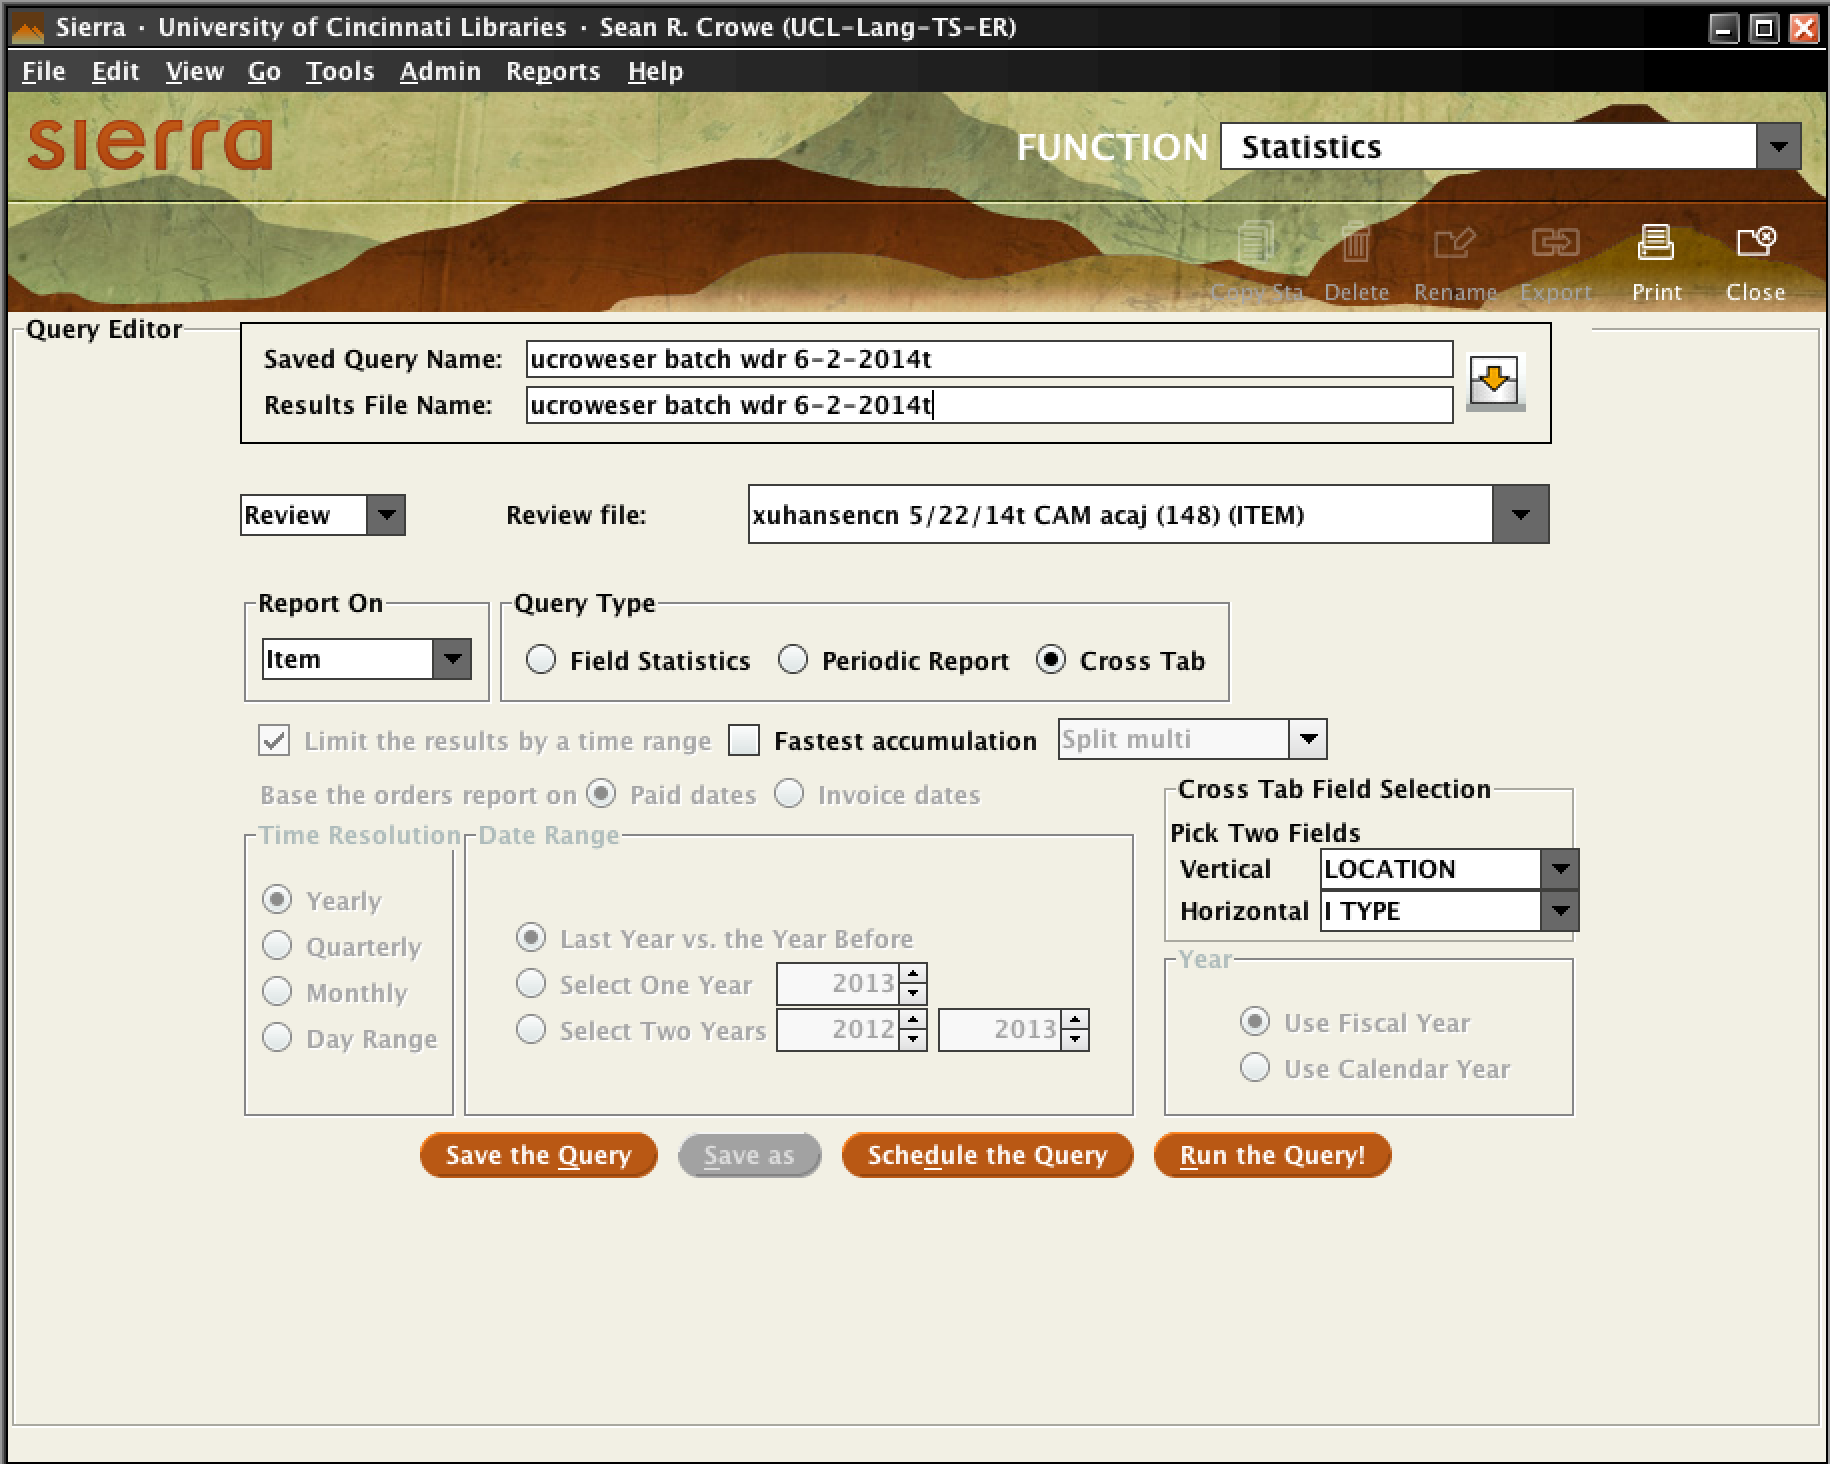 Sierra · University of Cincinnati Libraries · Sean R. Crowe (UCL-Lang-TS-ER)
File Edit View Go Tools Admin Reports Help
sierra FUNCTION Statistics
Copy Sta Delete Rename Export Print Close
Query Editor
Saved Query Name: ucroweser batch wdr 6-2-2014t
Results File Name: ucroweser batch wdr 6-2-2014t
Review Review file: xuhansencn 5/22/14t CAM acaj (148) (ITEM)
Report On Query Type
Item Field Statistics Periodic Report Cross Tab
Limit the results by a time range Fastest accumulation Split multi
Base the orders report on Paid dates Invoice dates
Cross Tab Field Selection
Pick Two Fields
Vertical LOCATION
Horizontal I TYPE
Time Resolution Date Range
Yearly
Quarterly
Monthly
Day Range
Last Year vs. the Year Before
Select One Year 2013
Select Two Years 2012 2013
Year
Use Fiscal Year
Use Calendar Year
Save the Query Save as Schedule the Query Run the Query!